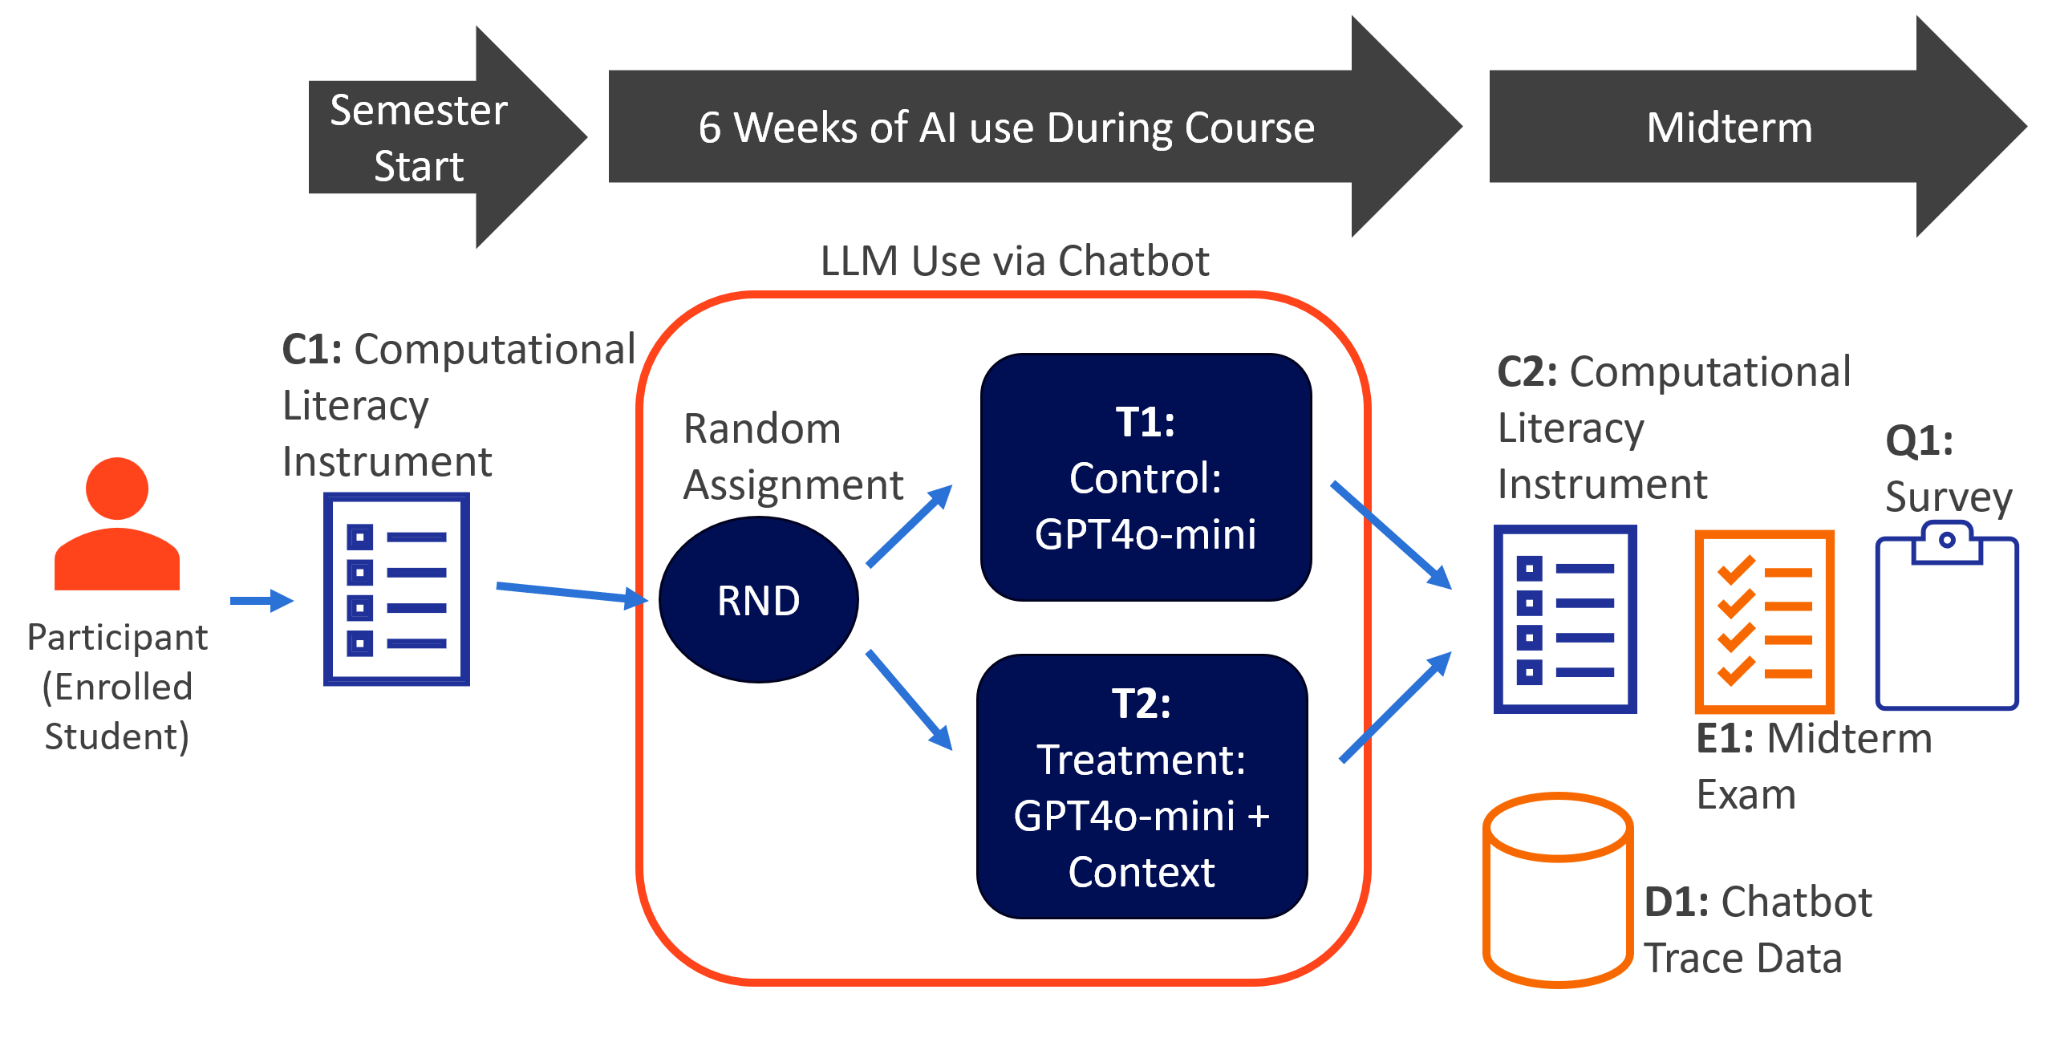 Semester
Start
6 Weeks of AI use During Course
Midterm
LLM Use via Chatbot
C1: Computational
Literacy
Instrument
Participant
(Enrolled
Student)
Random
Assignment
RND
T1:
Control:
GPT4o-mini
T2:
Treatment:
GPT4o-mini +
Context
C2: Computational
Literacy
Instrument
Q1:
Survey
E1: Midterm
Exam
D1: Chatbot
Trace Data